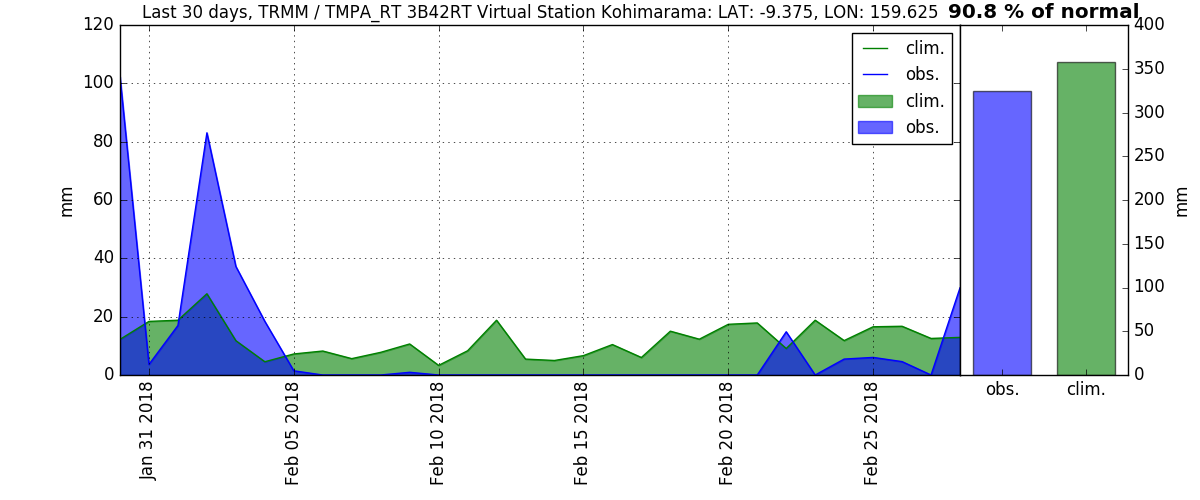 Last 30 days, TRMM / TMPA_RT 3B42RT Virtual Station Kohimarama: LAT: -9.375, LON: 159.625
90.8 % of normal
clim.
obs.
clim.
obs.
mm
120
100
80
60
40
20
0
Jan 31 2018
Feb 05 2018
Feb 10 2018
Feb 15 2018
Feb 20 2018
Feb 25 2018
400
350
300
250
200
150
100
50
0
mm
obs.
clim.